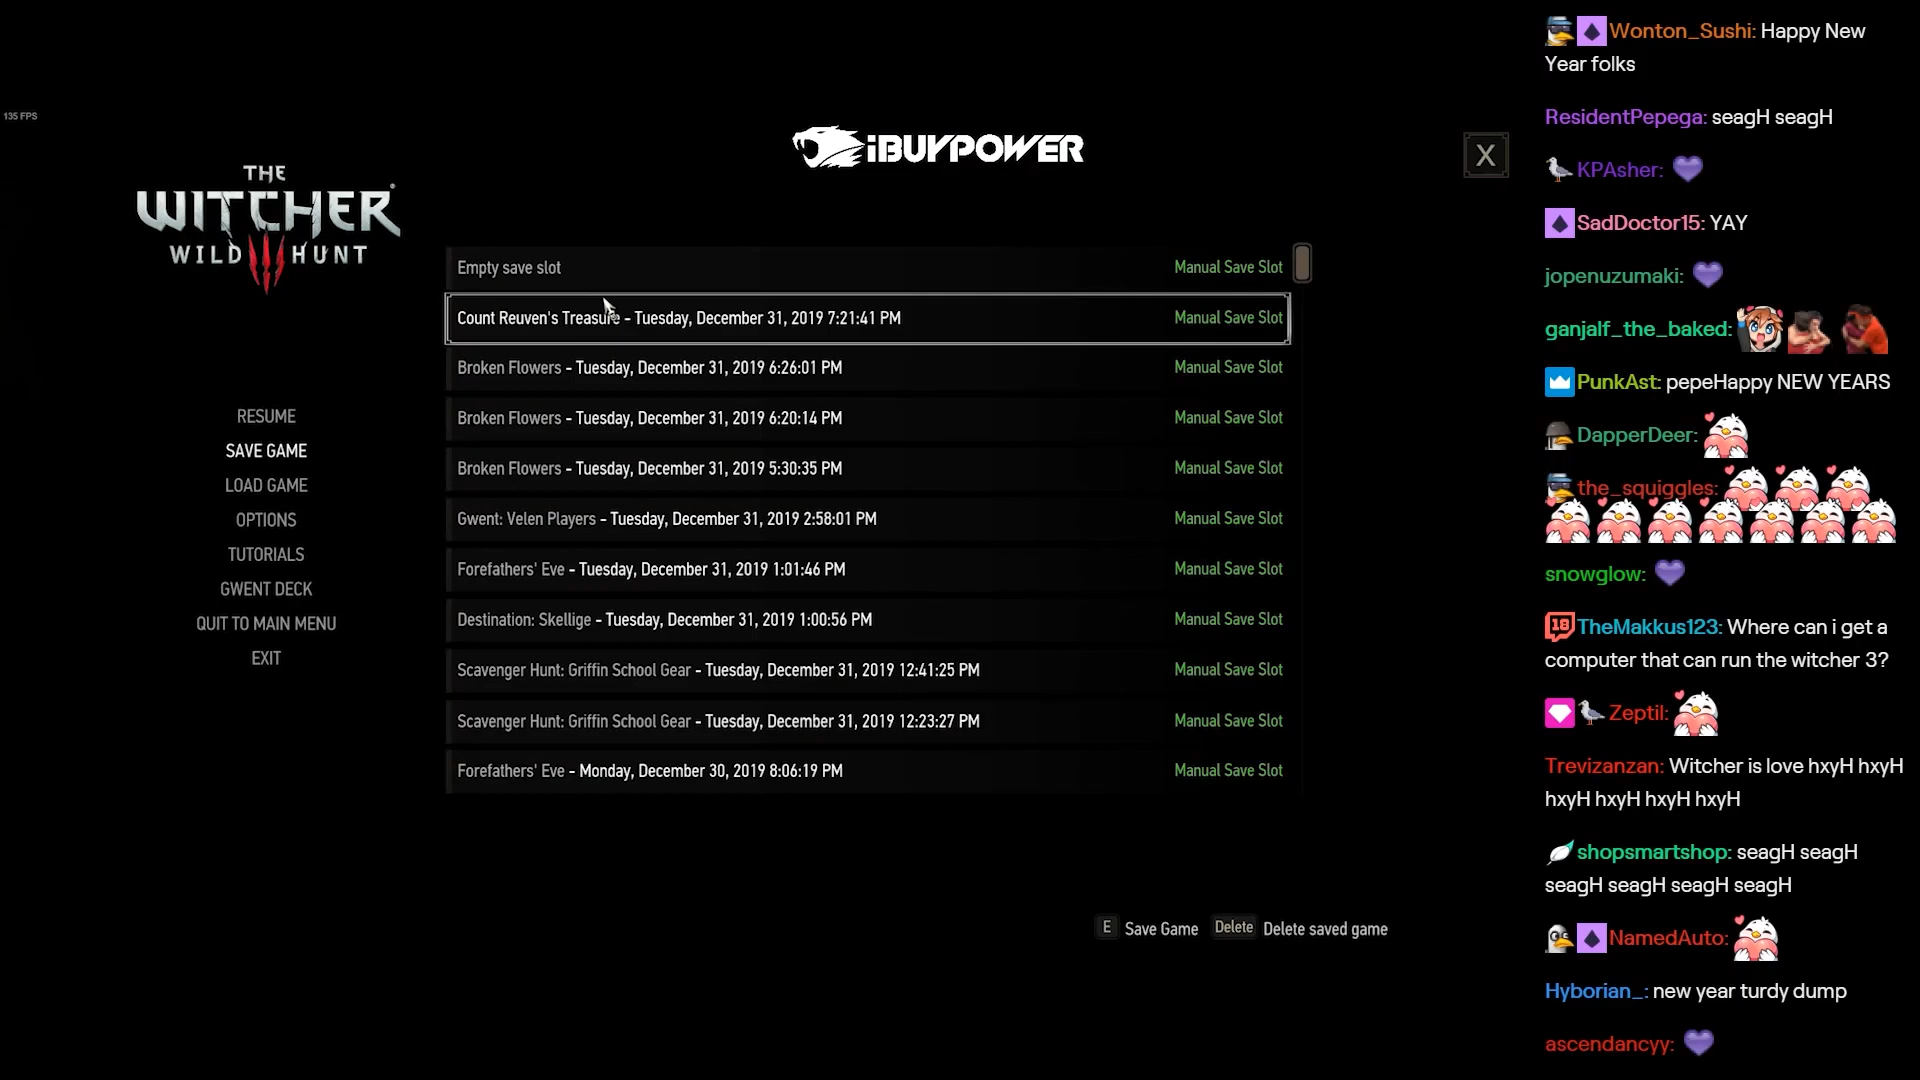 135 FPS
iBUYPOWER
X
THE
WITCHER
WILD HUNT
RESUME
SAVE GAME
LOAD GAME
OPTIONS
TUTORIALS
GWENT DECK
QUIT TO MAIN MENU
EXIT
Empty save slot Manual Save Slot
Count Reuven's Treasure - Tuesday, December 31, 2019 7:21:41 PM Manual Save Slot
Broken Flowers - Tuesday, December 31, 2019 6:26:01 PM Manual Save Slot
Broken Flowers - Tuesday, December 31, 2019 6:20:14 PM Manual Save Slot
Broken Flowers - Tuesday, December 31, 2019 5:30:35 PM Manual Save Slot
Gwent: Velen Players - Tuesday, December 31, 2019 2:58:01 PM Manual Save Slot
Forefathers' Eve - Tuesday, December 31, 2019 1:01:46 PM Manual Save Slot
Destination: Skellige - Tuesday, December 31, 2019 1:00:56 PM Manual Save Slot
Scavenger Hunt: Griffin School Gear - Tuesday, December 31, 2019 12:41:25 PM Manual Save Slot
Scavenger Hunt: Griffin School Gear - Tuesday, December 31, 2019 12:23:27 PM Manual Save Slot
Forefathers' Eve - Monday, December 30, 2019 8:06:19 PM Manual Save Slot
E Save Game Delete Delete saved game
Wonton_Sushi: Happy New
Year folks
ResidentPepega: seagH seagH
KPAsher:
SadDoctor15: YAY
jopenuzumaki:
ganjalf_the_baked:
PunkAst: pepeHappy NEW YEARS
DapperDeer:
the_squiggles:
snowglow:
18 TheMakkus123: Where can i get a
computer that can run the witcher 3?
Zeptil:
Trevizanzan: Witcher is love hxyH hxyH
hxyH hxyH hxyH hxyH
shopsmartshop: seagH seagH
seagH seagH seagH seagH
NamedAuto:
Hyborian_: new year turdy dump
ascendancyy: